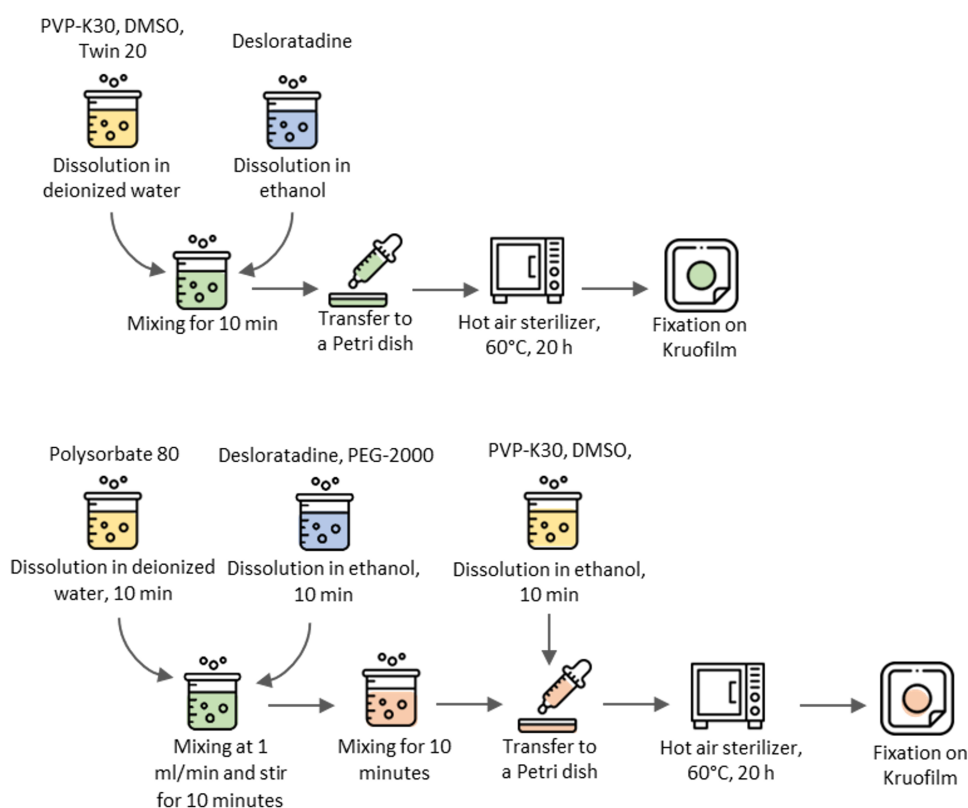 PVP-K30, DMSO,
Twin 20
Desloratadine
Dissolution in
deionized water
Dissolution in
ethanol
Mixing for 10 min
Transfer to
a Petri dish
Hot air sterilizer,
60°C, 20 h
Fixation on
Kruofilm
Polysorbate 80
Desloratadine, PEG-2000
PVP-K30, DMSO,
Dissolution in deionized
water, 10 min
Dissolution in ethanol,
10 min
Dissolution in ethanol,
10 min
Mixing at 1
ml/min and stir
for 10 minutes
Mixing for 10
minutes
Transfer to
a Petri dish
Hot air sterilizer,
60°C, 20 h
Fixation on
Kruofilm